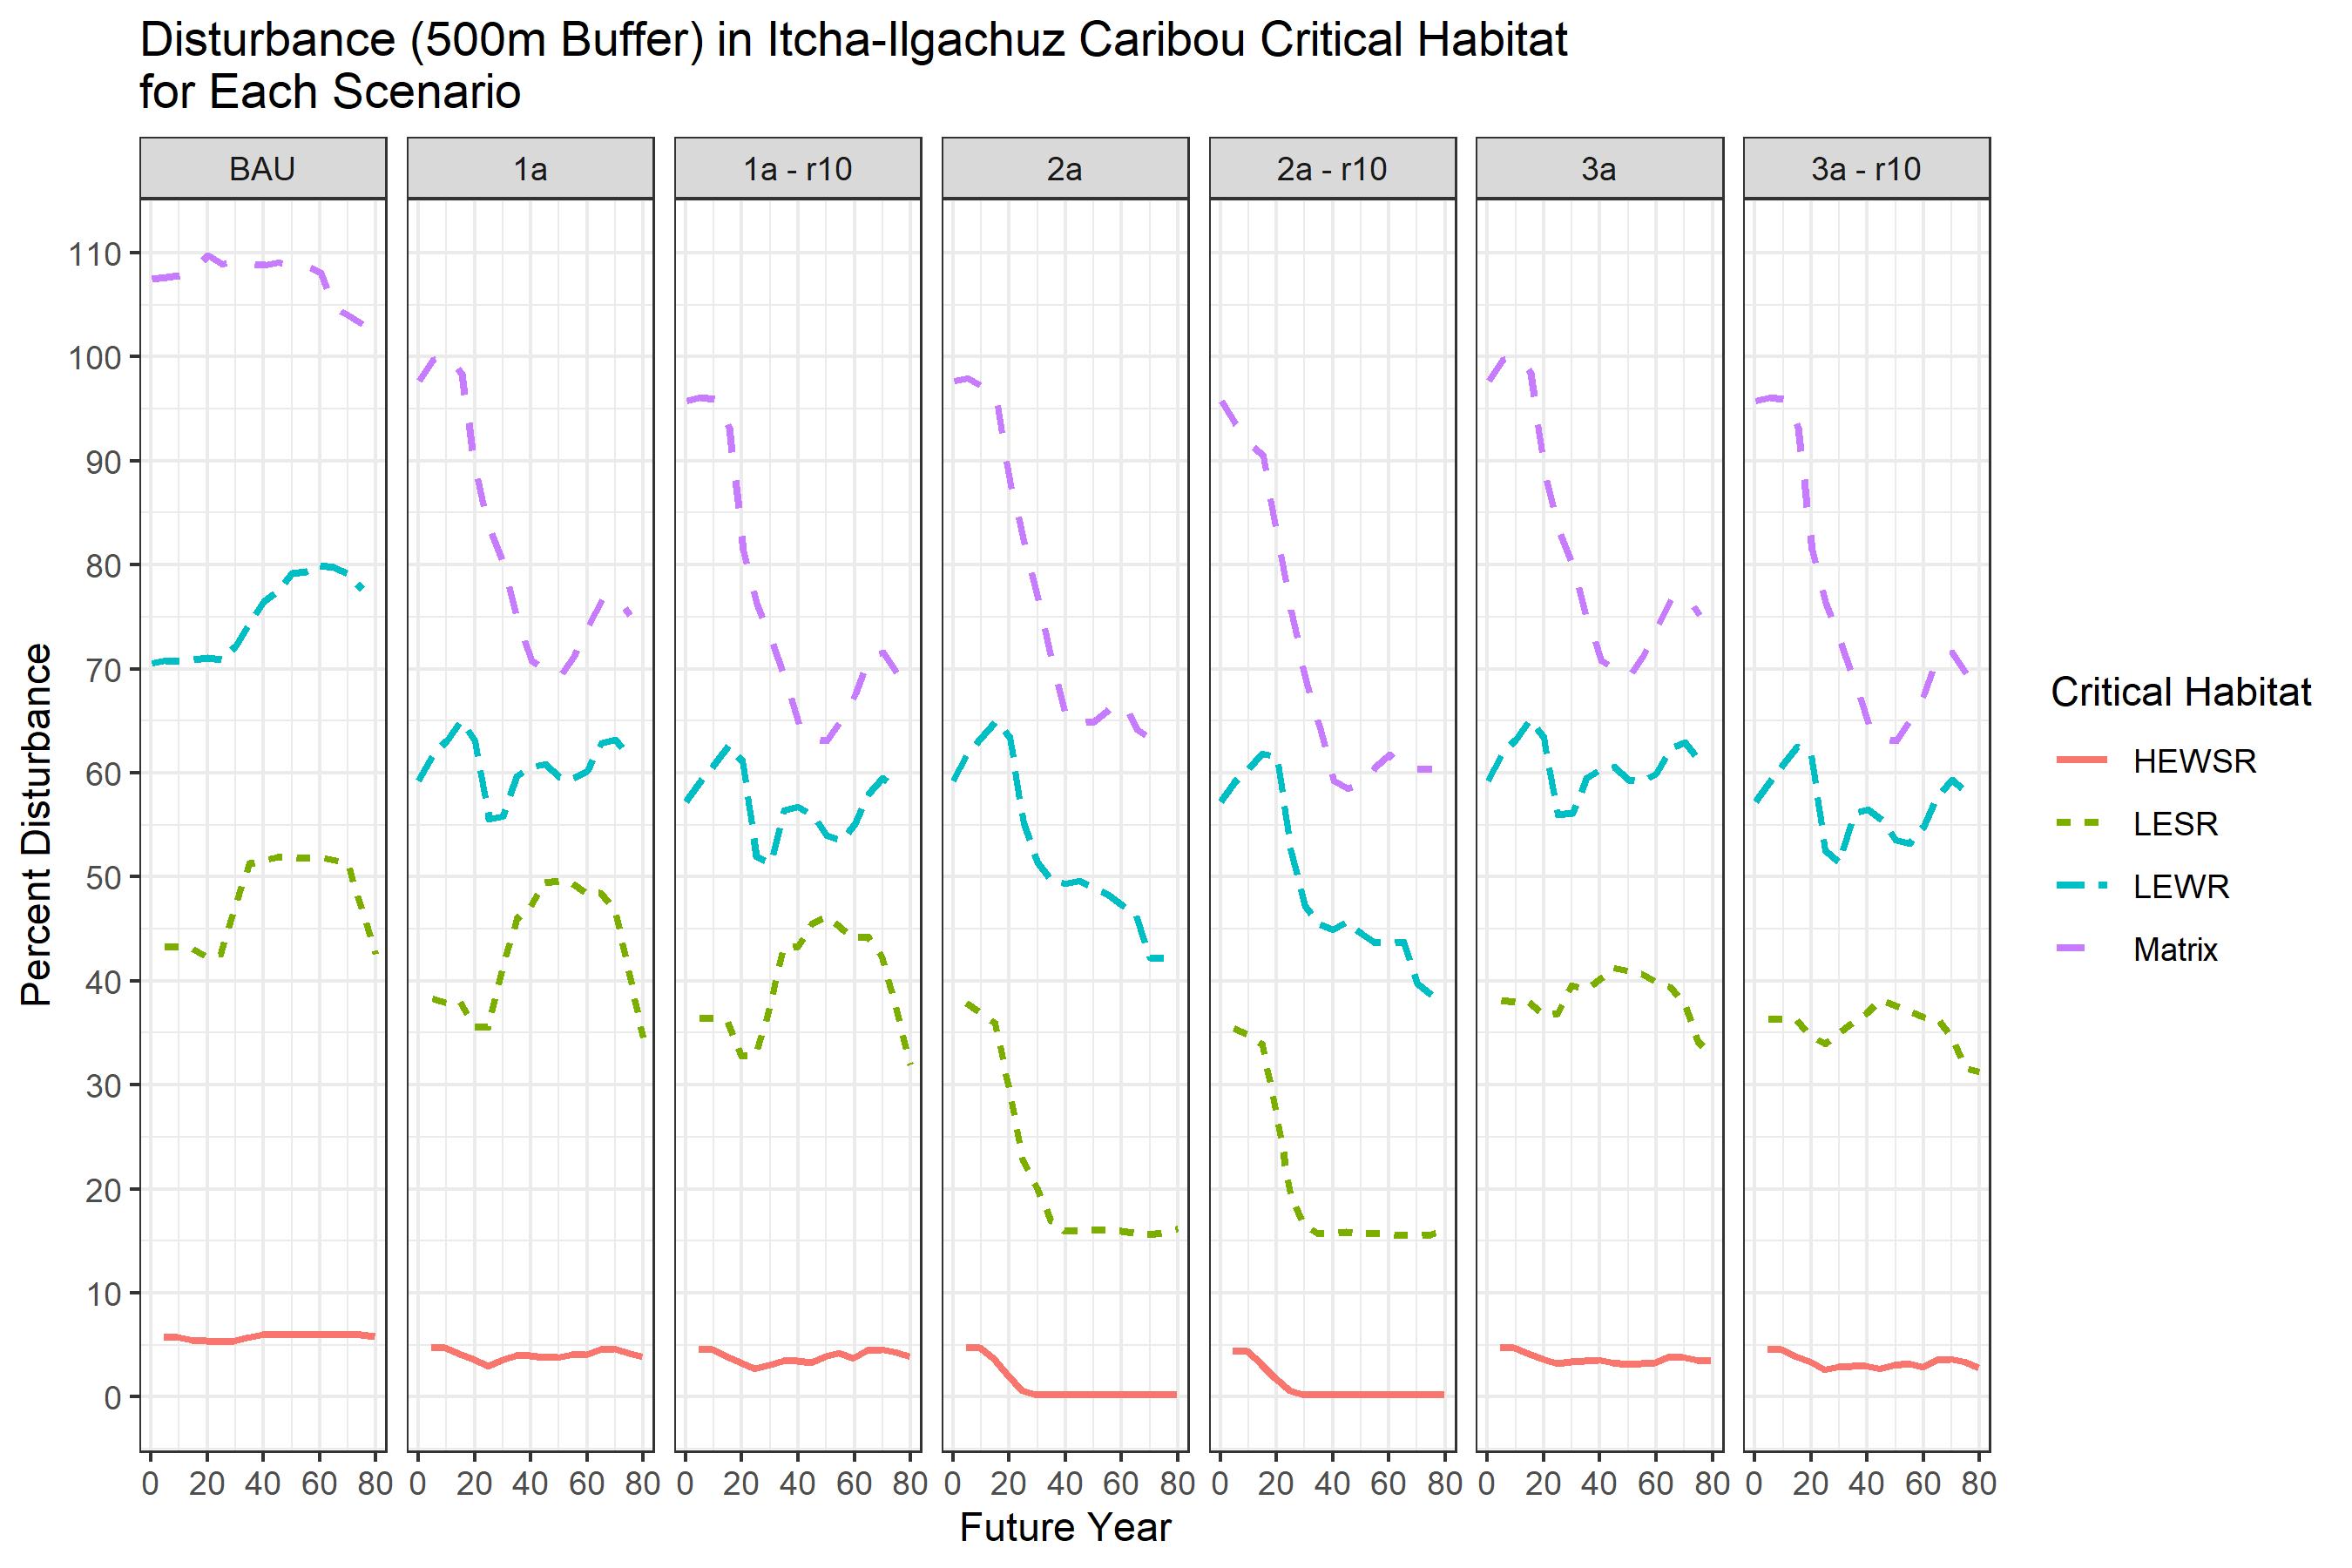 Disturbance (500m Buffer) in Itcha-Ilgachuz Caribou Critical Habitat
for Each Scenario
BAU
1a
1a - r10
2a
2a - r10
3a
3a - r10
110
100
90
80
70
60
50
40
30
20
10
0
Percent Disturbance
0 20 40 60 80
0 20 40 60 80
0 20 40 60 80
0 20 40 60 80
0 20 40 60 80
0 20 40 60 80
0 20 40 60 80
Future Year
Critical Habitat
HEWSR
LESR
LEWR
Matrix